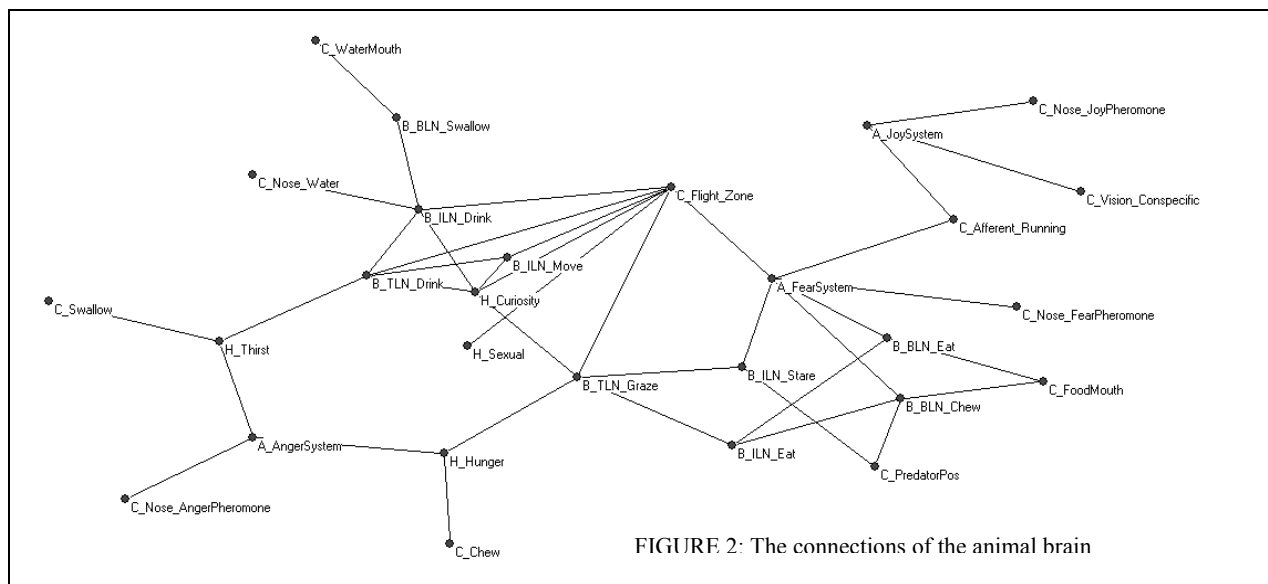 C_WaterMouth
B_BLN_Swallow
C_Nose_JoyPheromone
A_JoySystem
C_Nose_Water
C_Flight_Zone
C_Vision_Conspecific
B_ILN_Drink
C_Afferent_Running
B_ILN_Move
B_TLN_Drink
A_FearSystem
H_Curiosity
C_Swallow
C_Nose_FearPheromone
H_Thirst
H_Sexual
B_BLN_Eat
B_TLN_Graze
B_ILN_Stare
C_FoodMouth
B_BLN_Chew
A_AngerSystem
H_Hunger
B_ILN_Eat
C_PredatorPos
C_Nose_AngerPheromone
C_Chew
FIGURE 2: The connections of the animal brain